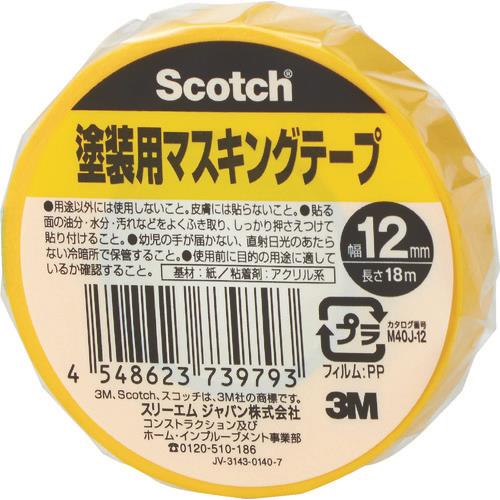 Scotch®
塗装用マスキングテープ
●用途以外には使用しないこと。皮膚には貼らないこと。●貼る
面の油分・水分・汚れなどをよくふき取り、しっかり押さえつけて
貼り付けること。●幼児の手が届かない、直射日光のあたら
ない冷暗所で保管すること。●使用前に目的の用途に適して
いるか確認すること。
基材：紙／粘着剤：アクリル系
幅12mm
長さ18m
プラ
カタログ番号
M40J-12
フィルム：PP
4 548623 739793
3M、Scotch、スコッチは、3M社の商標です。
スリーエム ジャパン株式会社
コンストラクション及び
ホーム・インプルーブメント事業部
☎0120-510-186
JV-3143-0140-7
3M